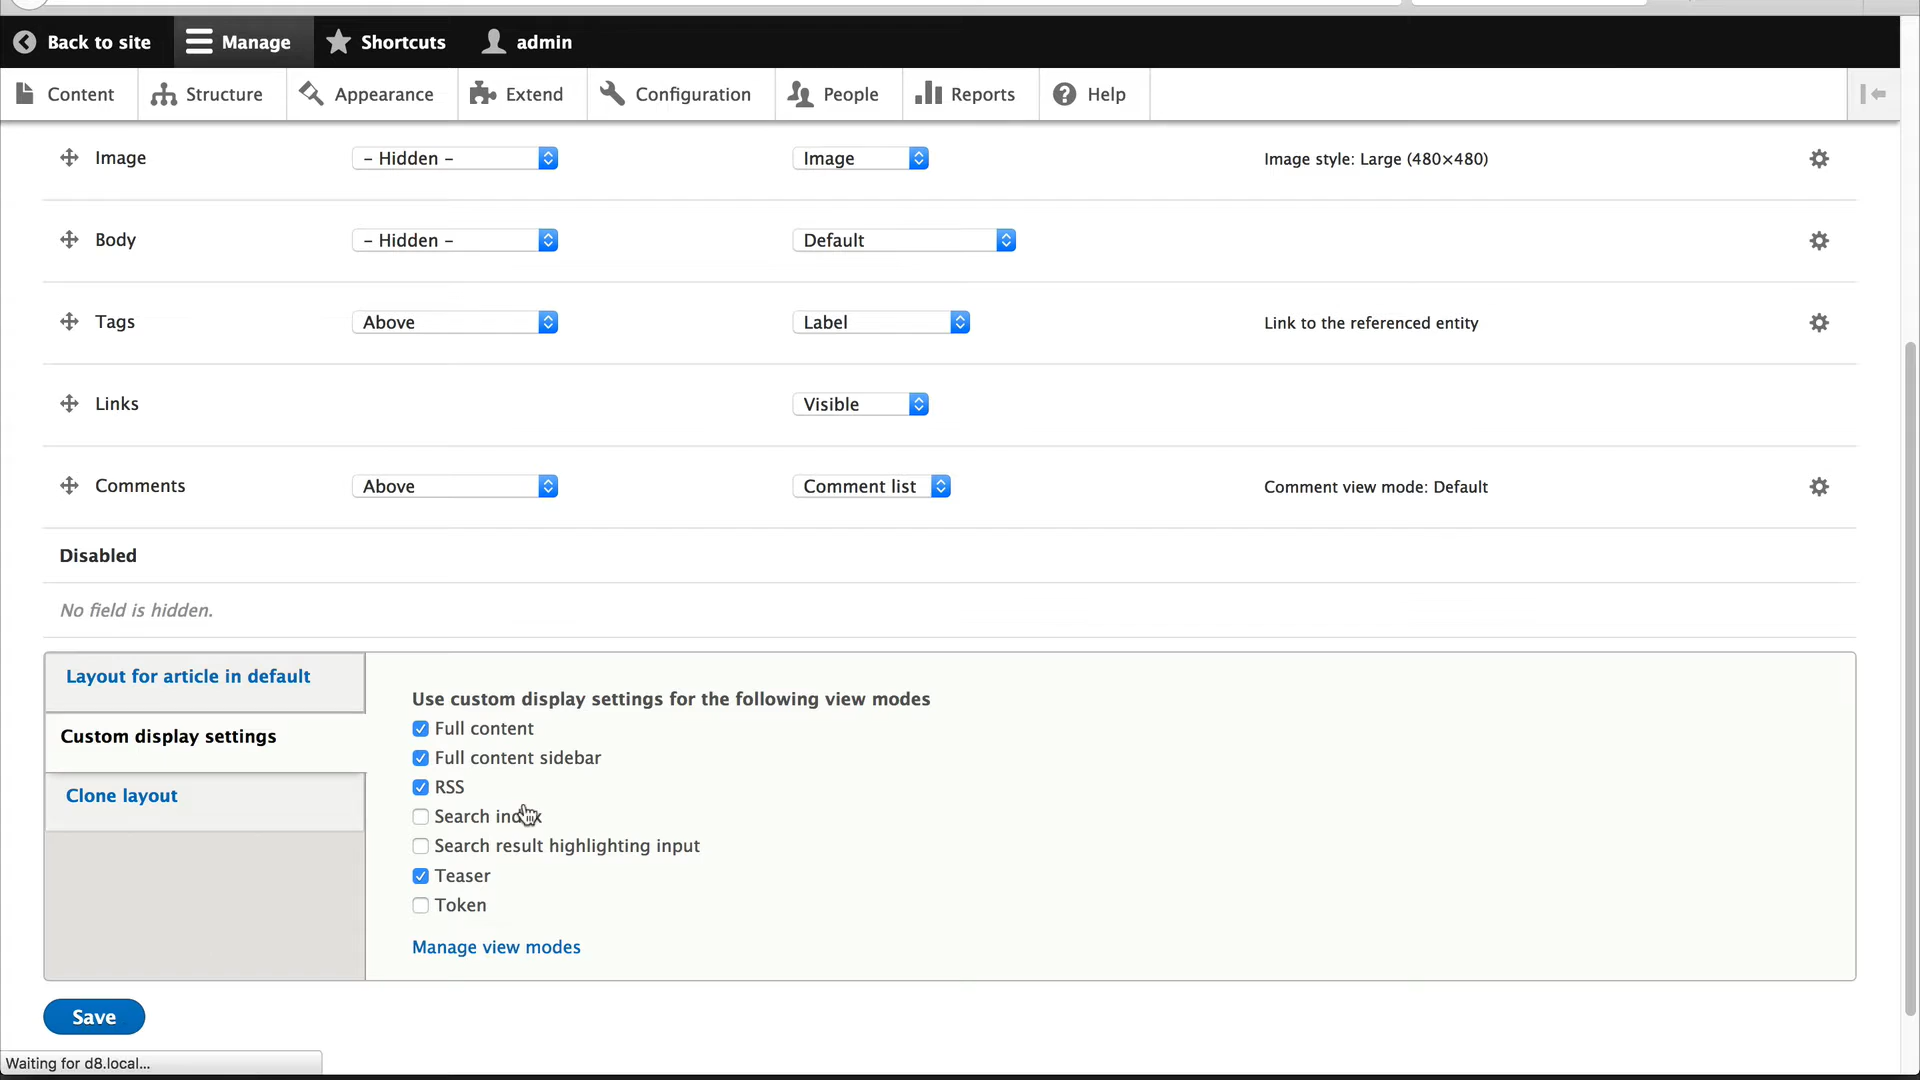 Back to site Manage Shortcuts admin
Content Structure Appearance Extend Configuration People Reports Help
Image - Hidden - Image Image style: Large (480×480)
Body - Hidden - Default
Tags Above Label Link to the referenced entity
Links Visible
Comments Above Comment list Comment view mode: Default
Disabled
No field is hidden.
Layout for article in default
Custom display settings
Clone layout
Use custom display settings for the following view modes
Full content
Full content sidebar
RSS
Search index
Search result highlighting input
Teaser
Token
Manage view modes
Save
Waiting for d8.local...